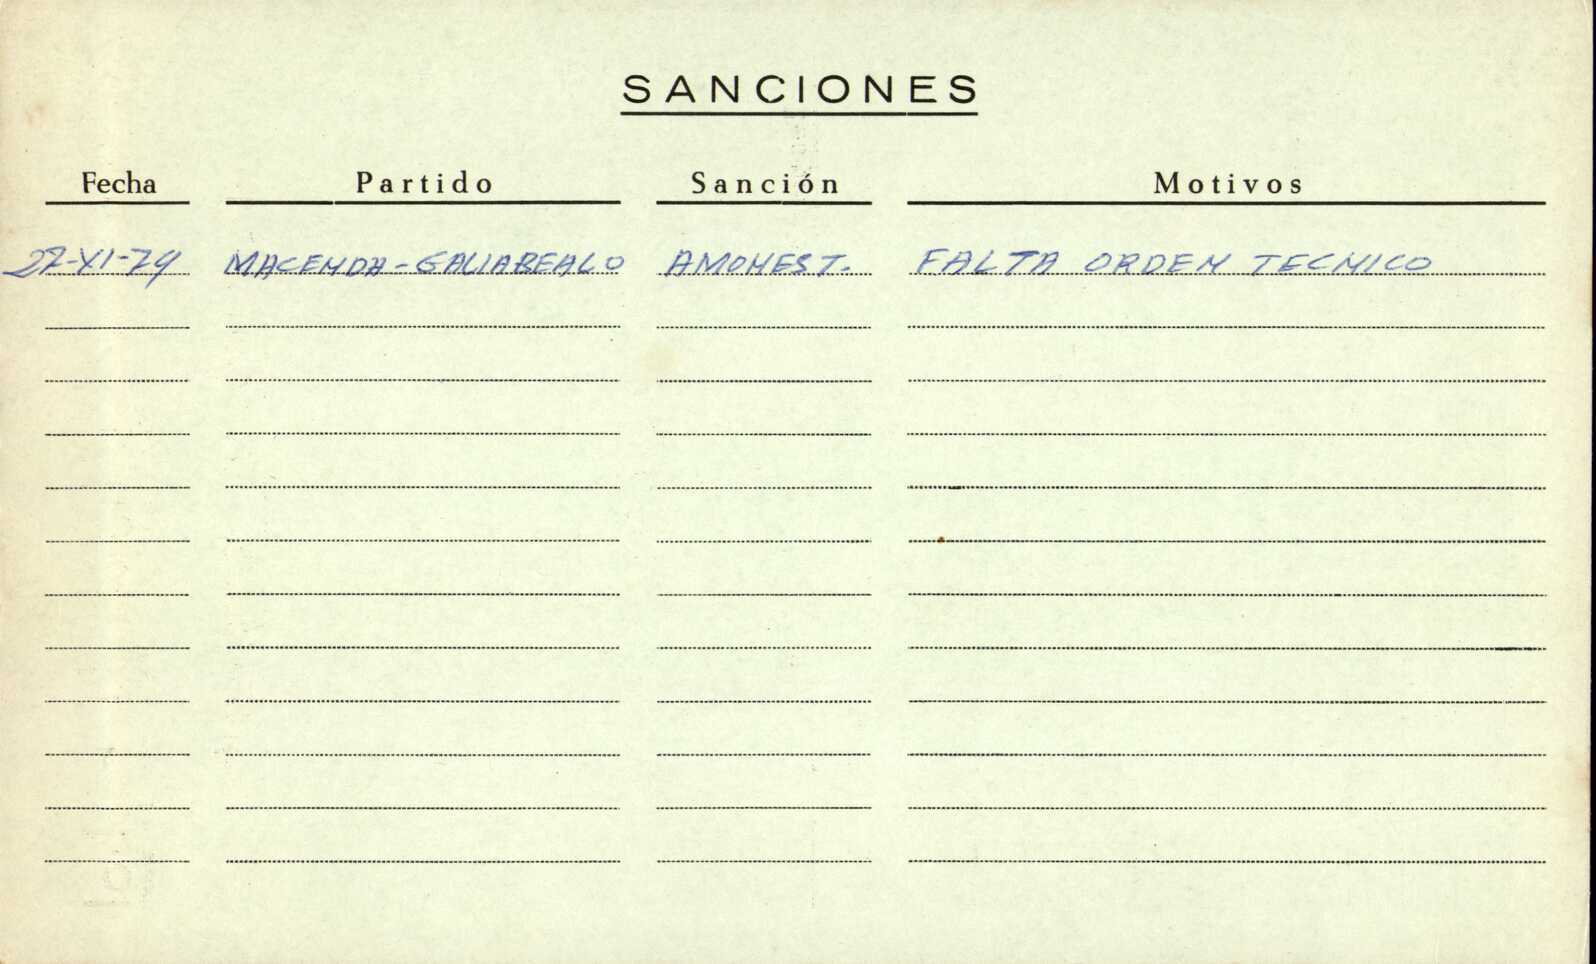 SANCIONES
Fecha Partido Sanción Motivos
27-XI-79 MACENDA-GALIABEALO AMONEST. FALTA ORDEN TECNICO